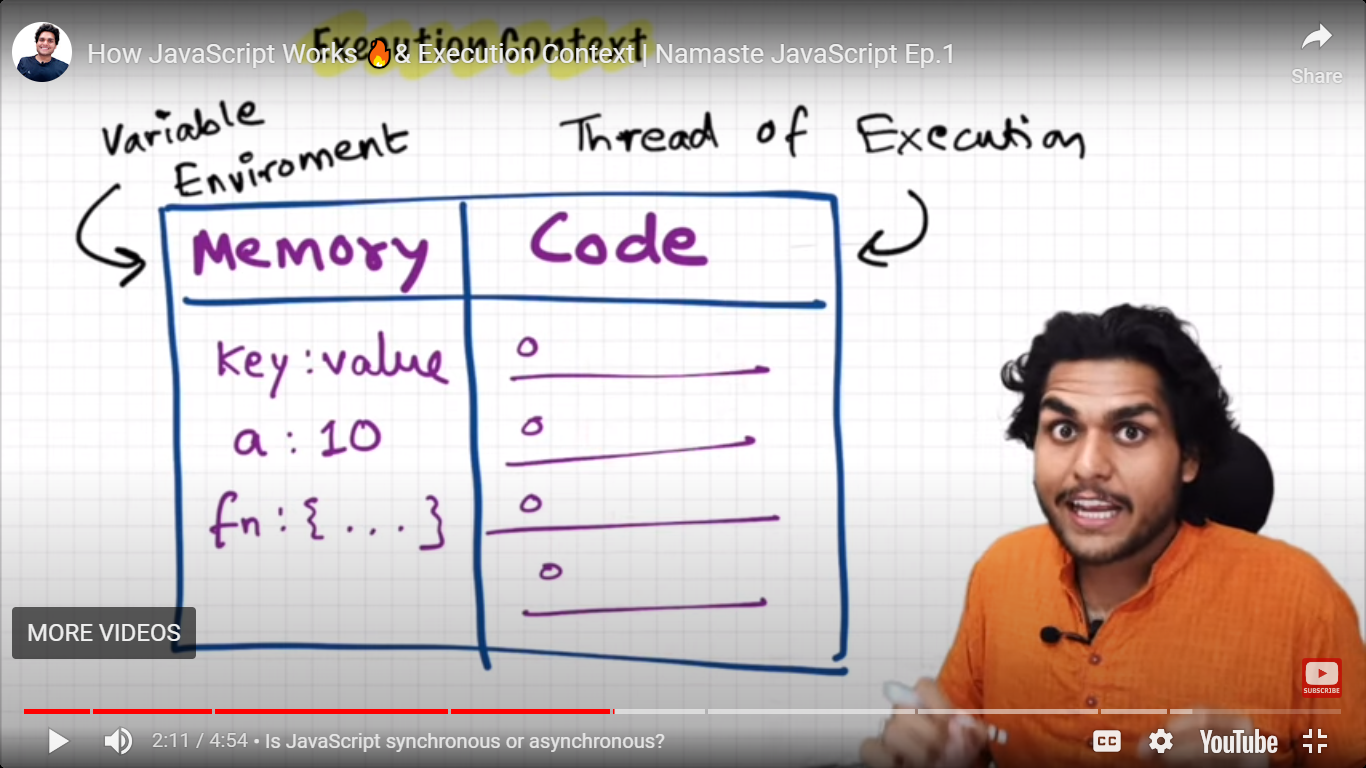 Execution Context
How JavaScript Works 🔥& Execution Context | Namaste JavaScript Ep.1
Share
Variable
Enviroment
Thread of Execution
Memory
Code
Key : value
a : 10
fn : { ... }
MORE VIDEOS
SUBSCRIBE
2:11 / 4:54 • Is JavaScript synchronous or asynchronous?
CC
YouTube